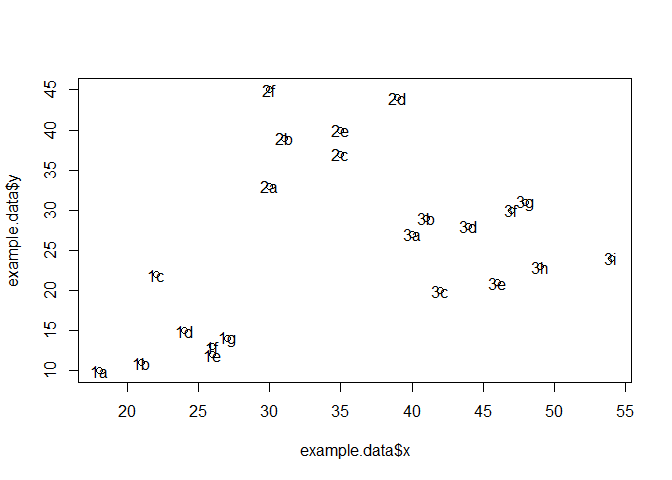 45
40
35
30
25
20
15
10
example.data$y
2f
2d
2e
2b
2c
2a
3g
3f
3b
3d
3a
3i
3h
1c
3e
3c
1d
1g
1f
1e
1b
1a
20 25 30 35 40 45 50 55
example.data$x